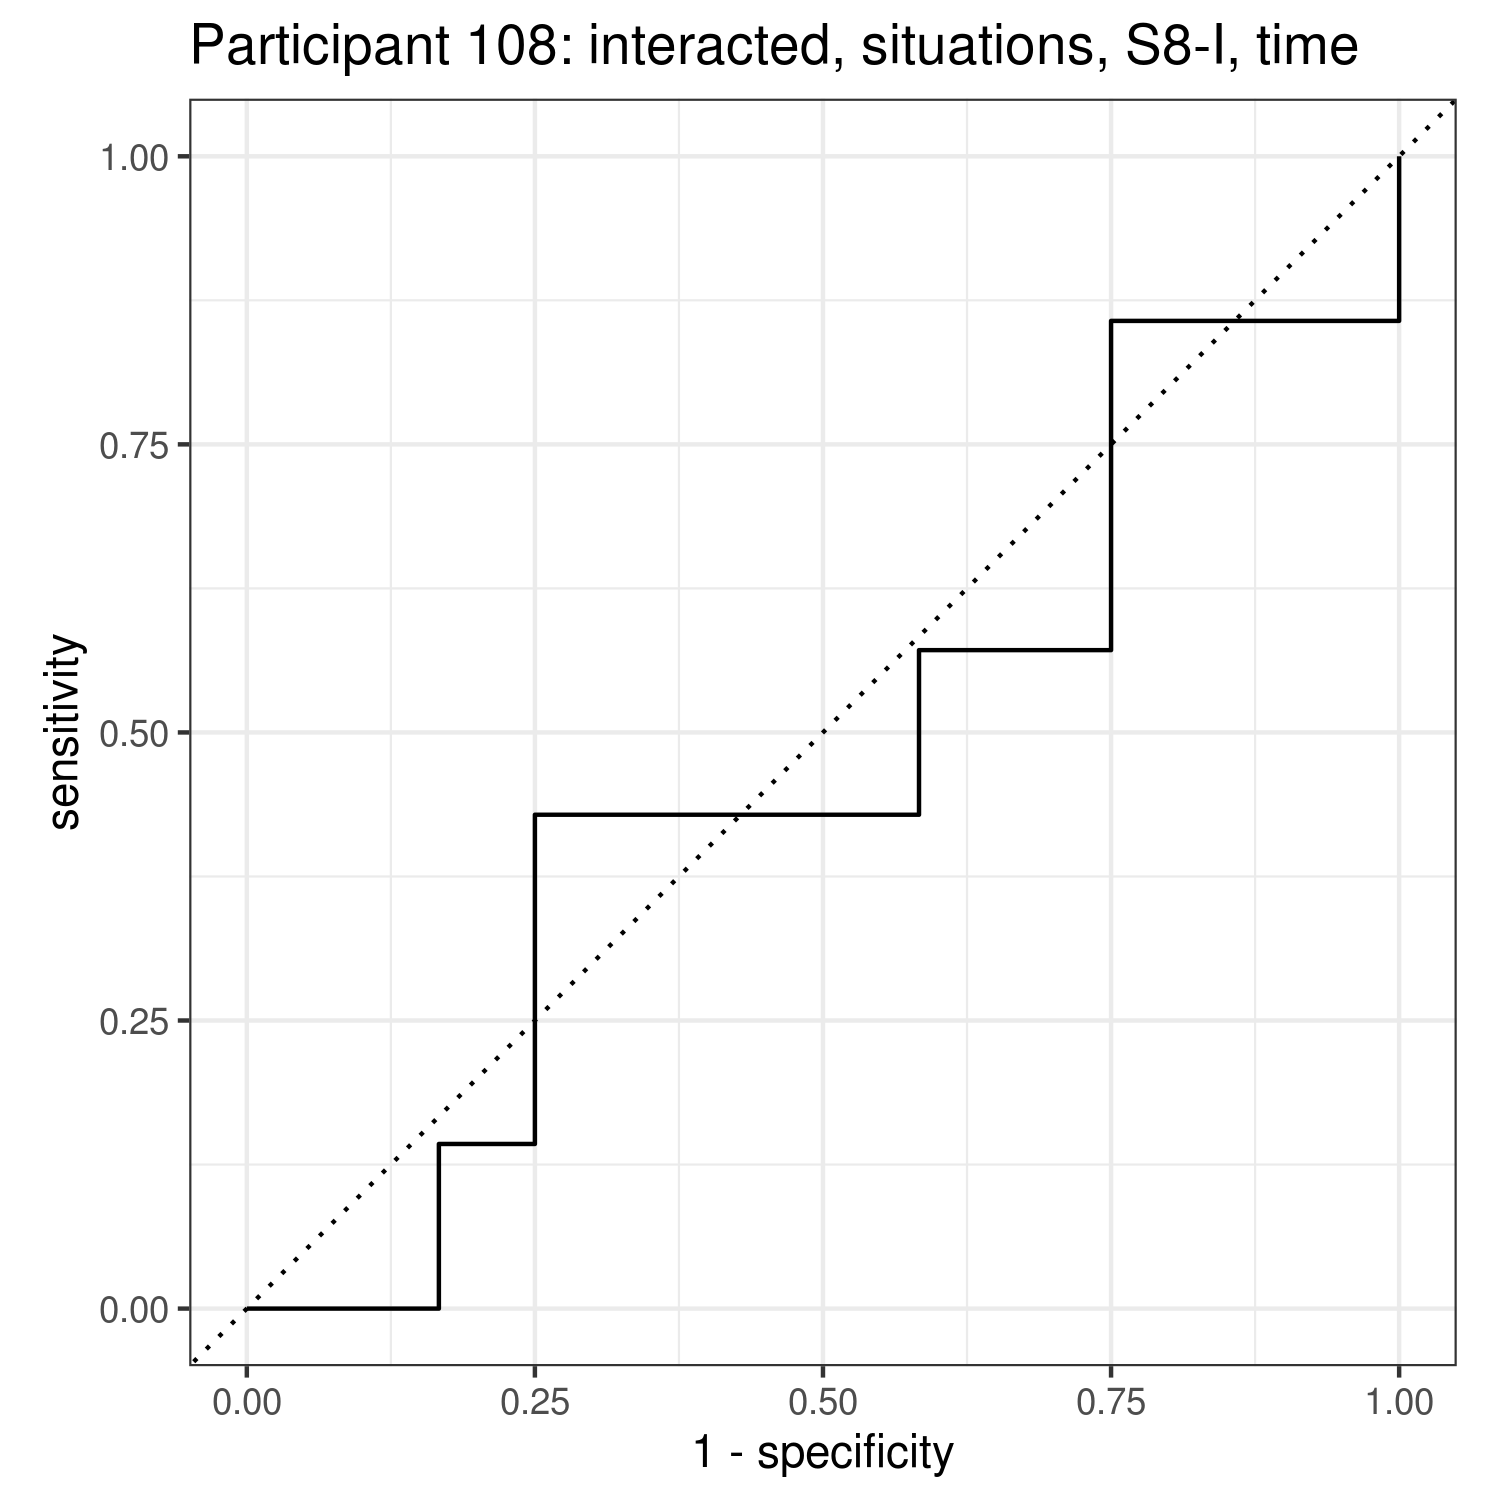 Participant 108: interacted, situations, S8-I, time
1.00
0.75
0.50
0.25
0.00
sensitivity
0.00 0.25 0.50 0.75 1.00
1 - specificity